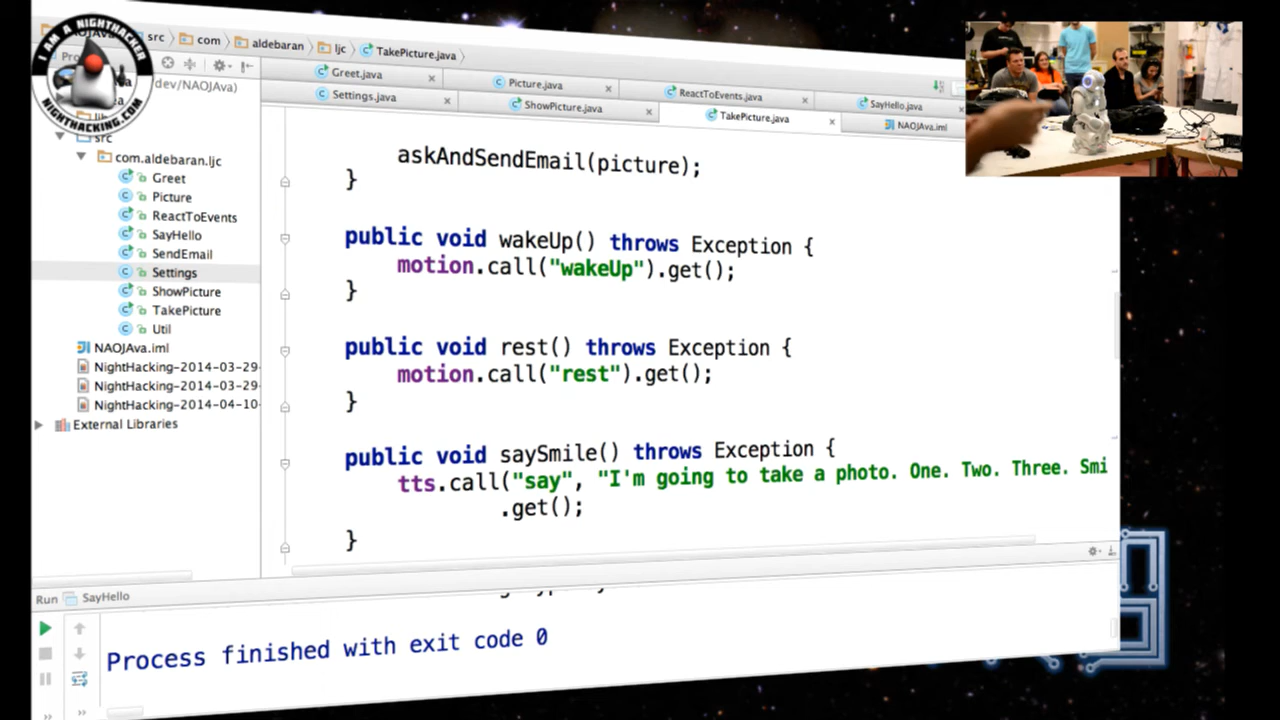 I AM A NIGHTHACKER
NIGHTHACKING.COM
src com aldebaran ljc TakePicture.java
dev/NAOJAva)
Greet.java Picture.java ReactToEvents.java SayHello.java
Settings.java ShowPicture.java TakePicture.java NAOJAva.iml
src
com.aldebaran.ljc
Greet
Picture
ReactToEvents
SayHello
SendEmail
Settings
ShowPicture
TakePicture
Util
NAOJAva.iml
NightHacking-2014-03-29-
NightHacking-2014-03-29-
NightHacking-2014-04-10-
External Libraries
askAndSendEmail(picture);
}
public void wakeUp() throws Exception {
motion.call("wakeUp").get();
}
public void rest() throws Exception {
motion.call("rest").get();
}
public void saySmile() throws Exception {
tts.call("say", "I'm going to take a photo. One. Two. Three. Smi
.get();
}
Run SayHello
Process finished with exit code 0